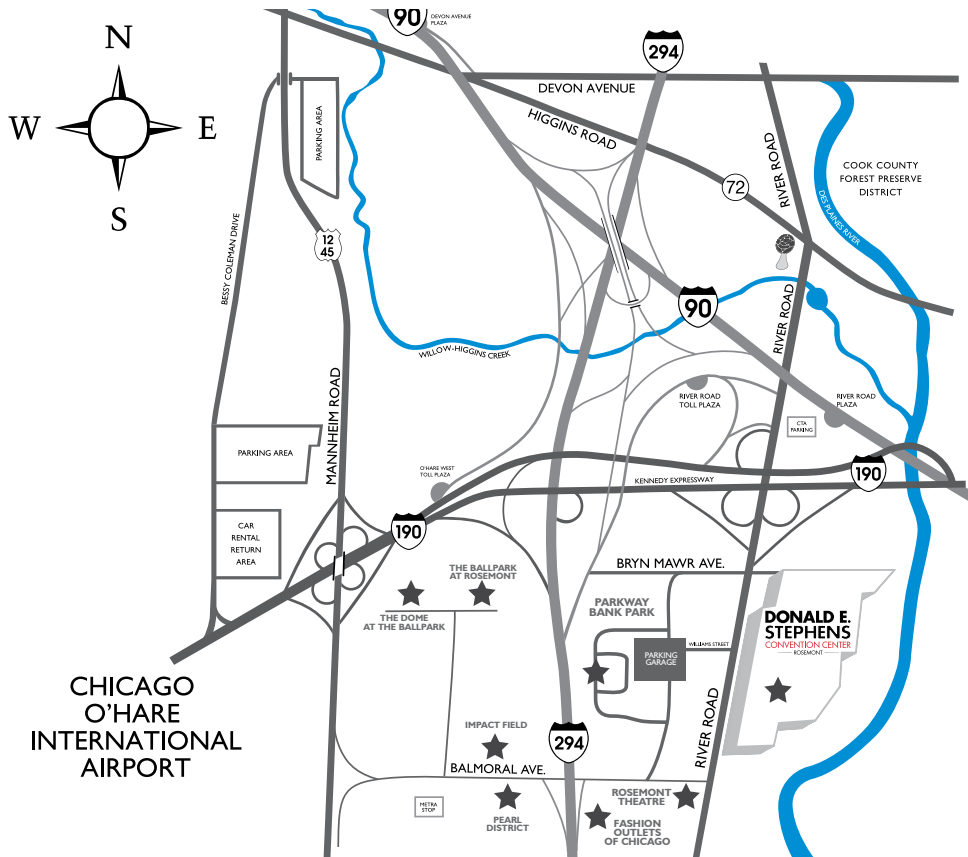 90
DEVON AVENUE
PLAZA
N
W
E
S
294
DEVON AVENUE
HIGGINS ROAD
RIVER ROAD
PARKING AREA
COOK COUNTY
FOREST PRESERVE
DISTRICT
72
DES PLAINES RIVER
12
45
BESSY COLEMAN DRIVE
90
RIVER ROAD
WILLOW-HIGGINS CREEK
MANNHEIM ROAD
RIVER ROAD
TOLL PLAZA
RIVER ROAD
PLAZA
CTA
PARKING
PARKING AREA
O'HARE WEST
TOLL PLAZA
190
KENNEDY EXPRESSWAY
190
CAR
RENTAL
RETURN
AREA
THE BALLPARK
AT ROSEMONT
BRYN MAWR AVE.
THE DOME
AT THE BALLPARK
PARKWAY
BANK PARK
DONALD E.
STEPHENS
CONVENTION CENTER
ROSEMONT
WILLIAMS STREET
PARKING
GARAGE
CHICAGO
O'HARE
INTERNATIONAL
AIRPORT
RIVER ROAD
IMPACT FIELD
294
BALMORAL AVE.
METRA
STOP
PEARL
DISTRICT
ROSEMONT
THEATRE
FASHION
OUTLETS
OF CHICAGO